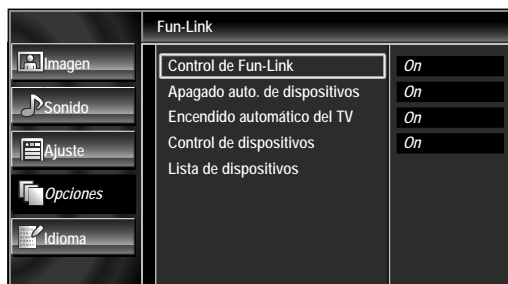 Fun-Link
Imagen
Sonido
Ajuste
Opciones
Idioma
Control de Fun-Link On
Apagado auto. de dispositivos On
Encendido automático del TV On
Control de dispositivos On
Lista de dispositivos